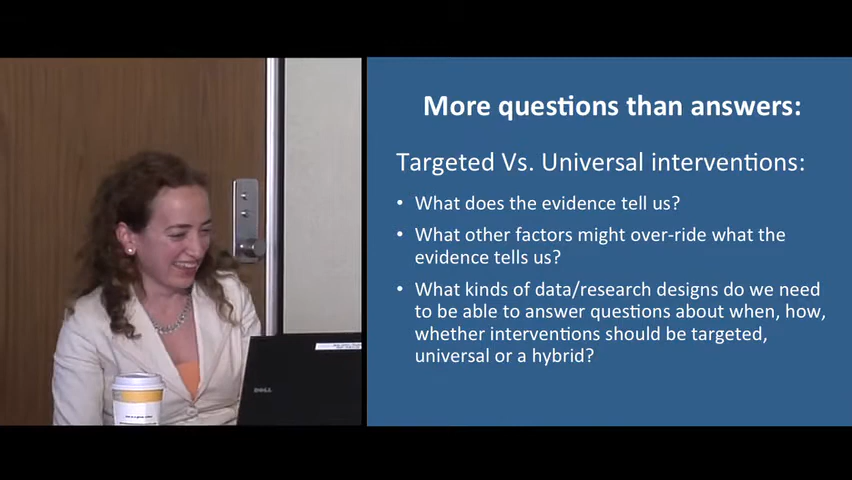 More questions than answers:
Targeted Vs. Universal interventions:
• What does the evidence tell us?
• What other factors might over-ride what the
evidence tells us?
• What kinds of data/research designs do we need
to be able to answer questions about when, how,
whether interventions should be targeted,
universal or a hybrid?
DELL